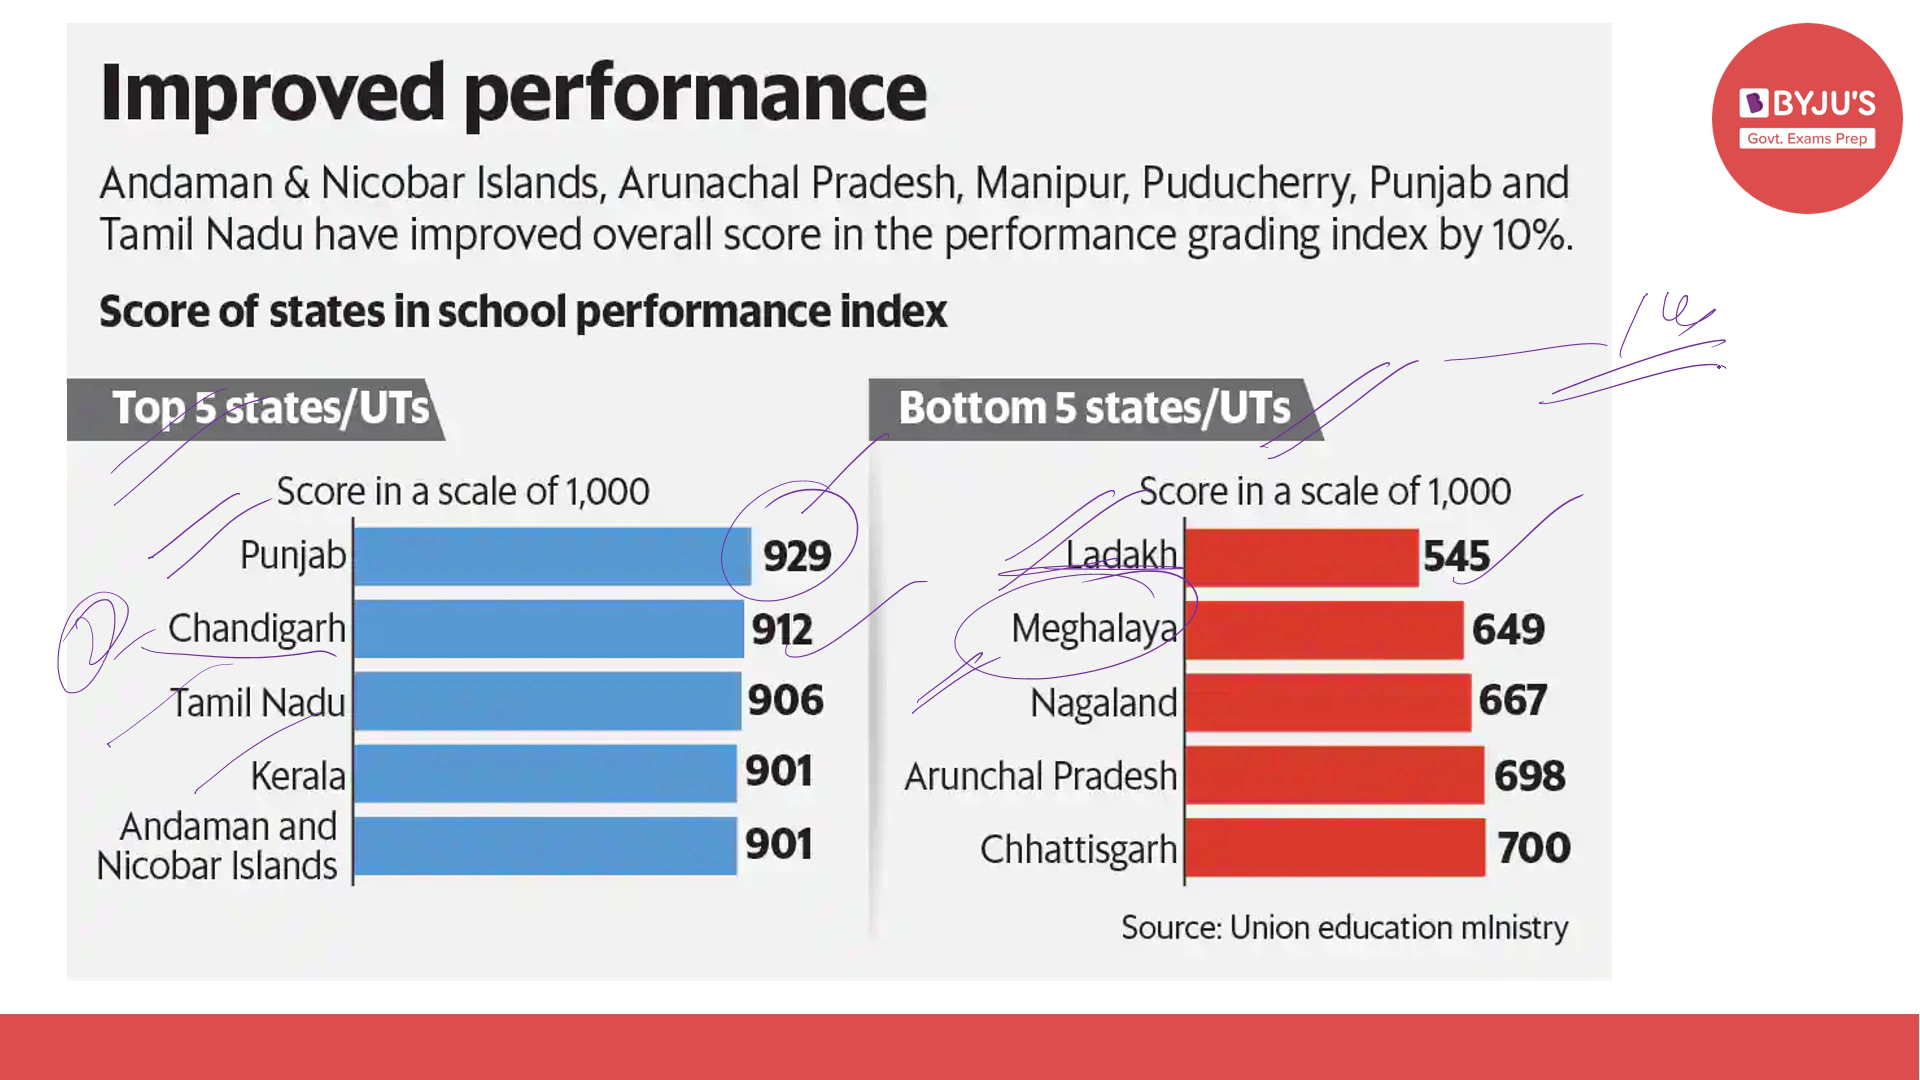 Improved performance
BYJU'S
Govt. Exams Prep
Andaman & Nicobar Islands, Arunachal Pradesh, Manipur, Puducherry, Punjab and
Tamil Nadu have improved overall score in the performance grading index by 10%.
Score of states in school performance index
Top 5 states/UTs
Score in a scale of 1,000
Punjab 929
Chandigarh 912
Tamil Nadu 906
Kerala 901
Andaman and
Nicobar Islands 901
Bottom 5 states/UTs
Score in a scale of 1,000
Ladakh 545
Meghalaya 649
Nagaland 667
Arunchal Pradesh 698
Chhattisgarh 700
Source: Union education mInistry